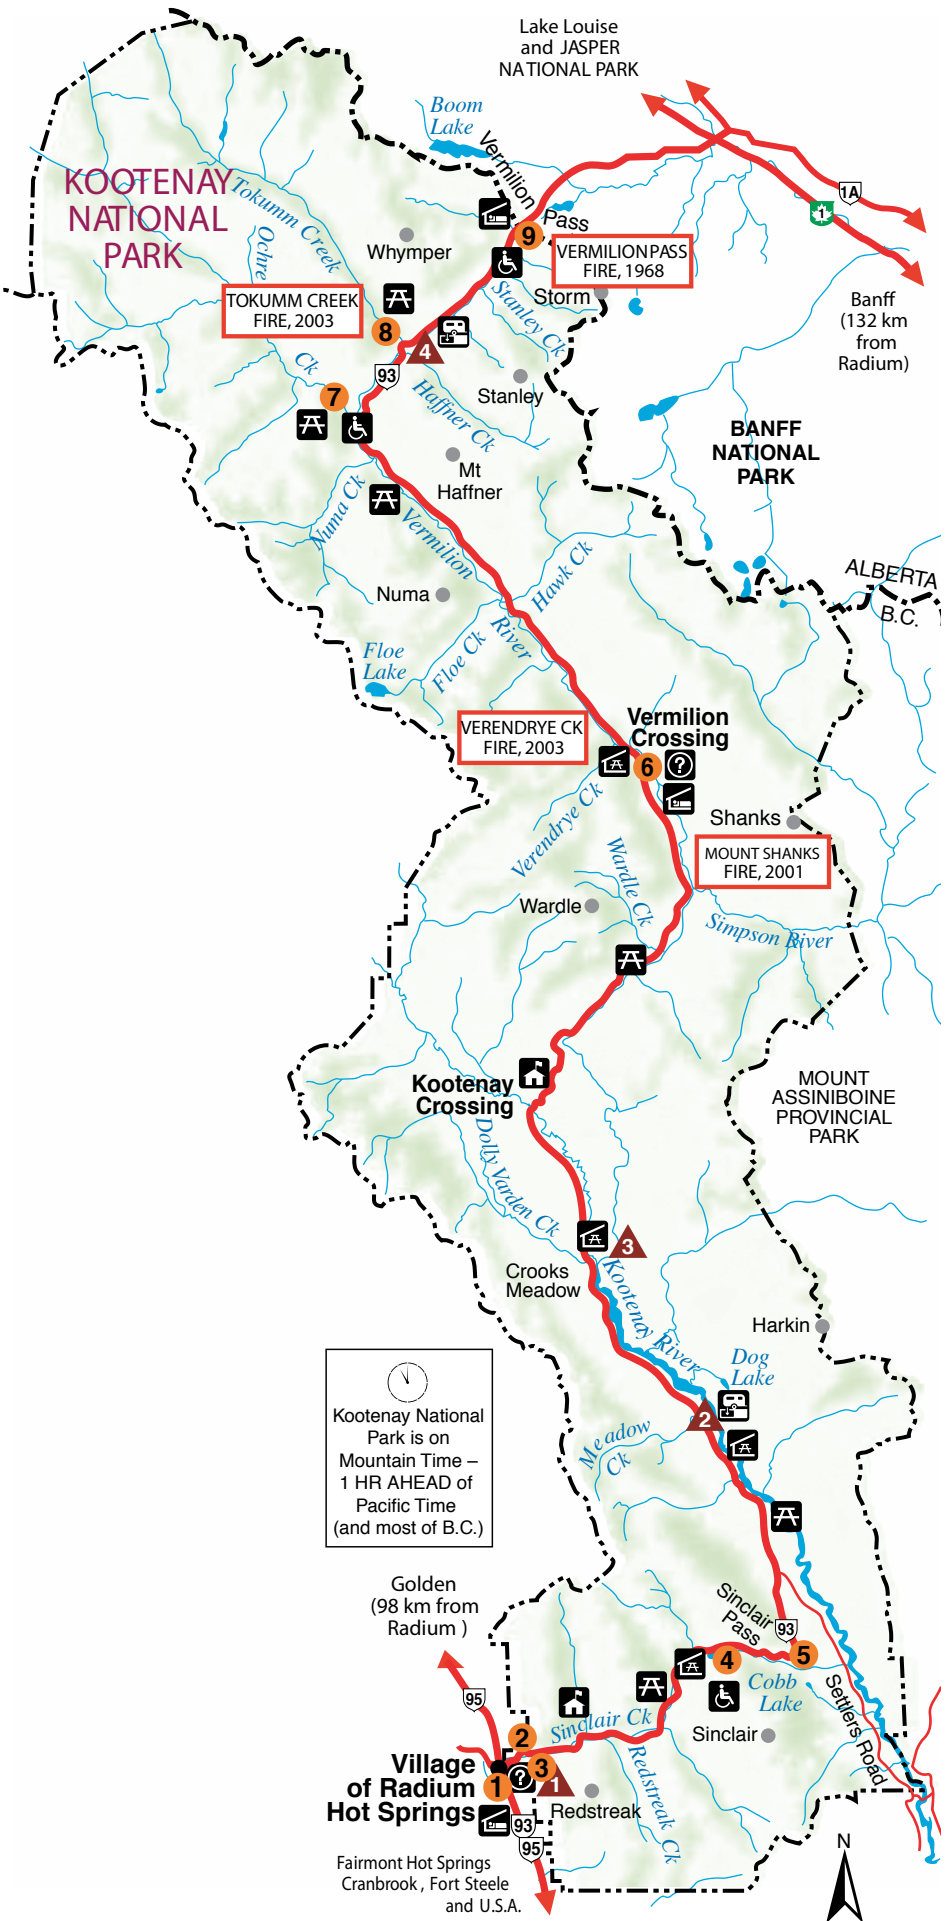 Lake Louise
and JASPER
NATIONAL PARK
Boom
Lake
Vermilion
Pass
1A
1
KOOTENAY
NATIONAL
PARK
Tokumm Creek
Ochre
Ck
Whymper
9
VERMILION PASS
FIRE, 1968
TOKUMM CREEK
FIRE, 2003
Storm
Stanley Ck
Banff
(132 km
from
Radium)
8
4
93
7
Stanley
Haffner Ck
BANFF
NATIONAL
PARK
Mt
Haffner
Numa Ck
Vermilion
River
Hawk Ck
ALBERTA
B.C.
Numa
Floe
Lake
Floe Ck
VERENDRYE CK
FIRE, 2003
Vermilion
Crossing
6
?
Verendrye Ck
Shanks
MOUNT SHANKS
FIRE, 2001
Wardle Ck
Wardle
Simpson River
Kootenay
Crossing
MOUNT
ASSINIBOINE
PROVINCIAL
PARK
Dolly Varden Ck
3
Crooks
Meadow
Kootenay River
Harkin
Dog
Lake
2
Meadow
Ck
Kootenay National
Park is on
Mountain Time –
1 HR AHEAD of
Pacific Time
(and most of B.C.)
Golden
(98 km from
Radium )
Sinclair
Pass
93
4
5
Cobb
Lake
Settlers Road
95
Sinclair Ck
Sinclair
2
Village
of Radium
Hot Springs
1
?
3
1
Redstreak
Redstreak Ck
93
95
Fairmont Hot Springs
Cranbrook , Fort Steele
and U.S.A.
N